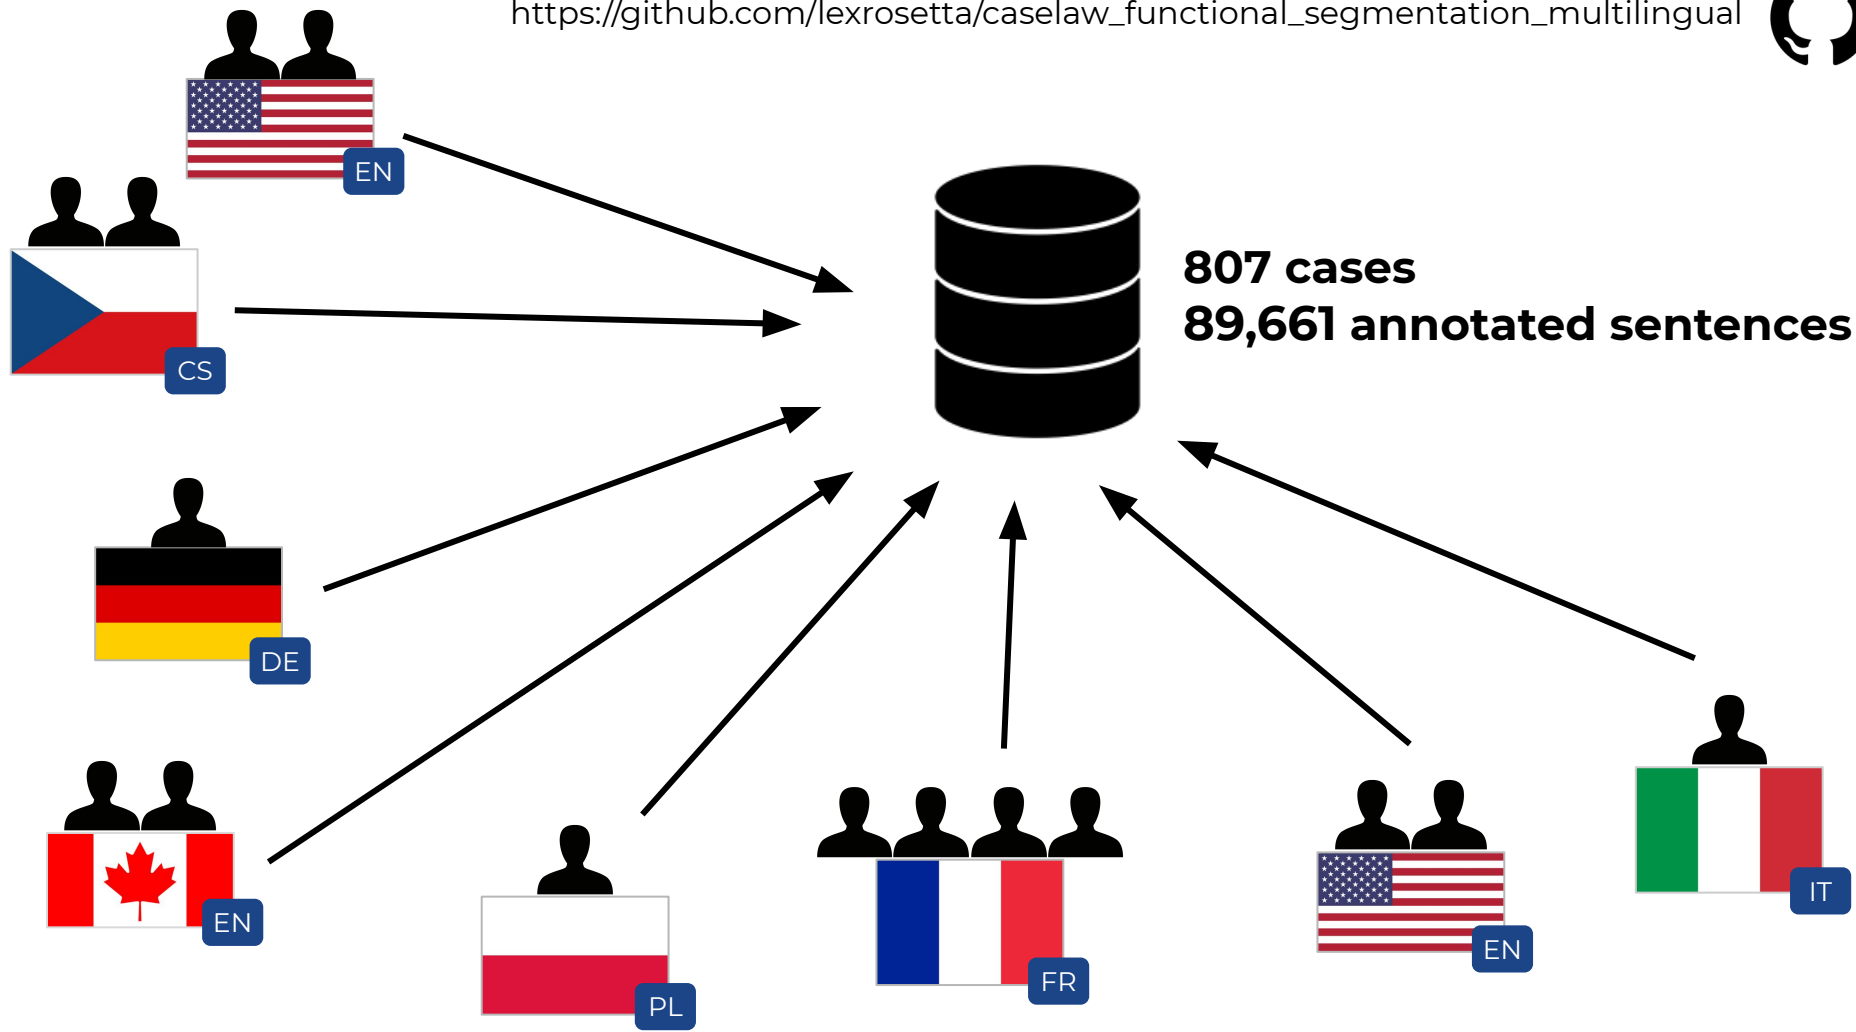 https://github.com/lexrosetta/caselaw_functional_segmentation_multilingual
EN
CS
807 cases
89,661 annotated sentences
DE
EN
PL
FR
EN
IT